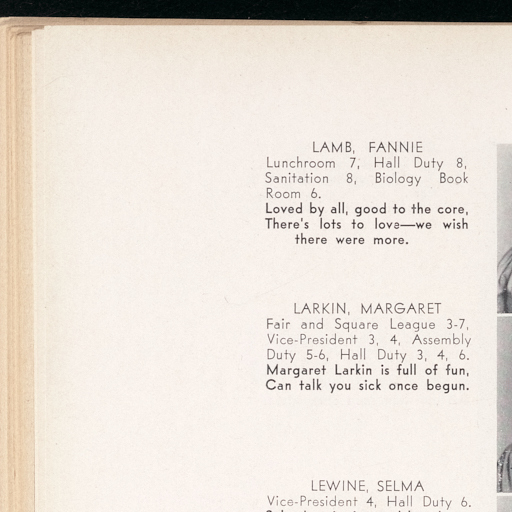 LAMB, FANNIE
Lunchroom 7, Hall Duty 8,
Sanitation 8, Biology Book
Room 6.
Loved by all, good to the core,
There's lots to love—we wish
there were more.
LARKIN, MARGARET
Fair and Square League 3-7,
Vice-President 3, 4, Assembly
Duty 5-6, Hall Duty 3, 4, 6.
Margaret Larkin is full of fun,
Can talk you sick once begun.
LEWINE, SELMA
Vice-President 4, Hall Duty 6.